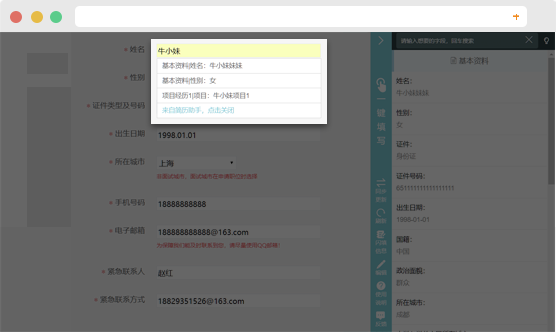 +
* 姓名
牛小妹
基本资料|姓名：牛小妹妹妹
* 性别
基本资料|性别：女
项目经历1|项目：牛小妹项目1
* 证件类型及号码
来自简历助手，点击关闭
* 出生日期
1998.01.01
* 所在城市
上海
* 手机号码
18888888888
* 电子邮箱
18888888888@163.com
* 紧急联系人
赵红
* 紧急联系方式
18829351526@163.com
一键填写
编辑
请输入想要的字段，回车搜索
基本资料
姓名：
牛小妹妹妹
性别：
女
证件：
身份证
证件号码：
出生日期：
1998-01-01
国籍：
中国
政治面貌：
群众
所在城市：
成都